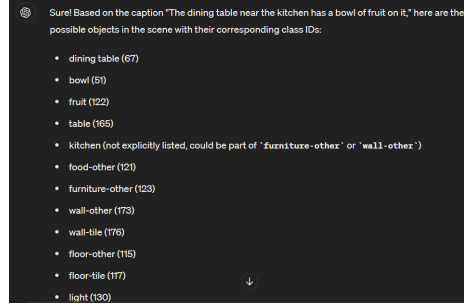 Sure! Based on the caption "The dining table near the kitchen has a bowl of fruit on it," here are the
possible objects in the scene with their corresponding class IDs:
• dining table (67)
• bowl (51)
• fruit (122)
• table (165)
• kitchen (not explicitly listed, could be part of `furniture-other` or `wall-other`)
• food-other (121)
• furniture-other (123)
• wall-other (173)
• wall-tile (176)
• floor-other (115)
• floor-tile (117)
• light (130)